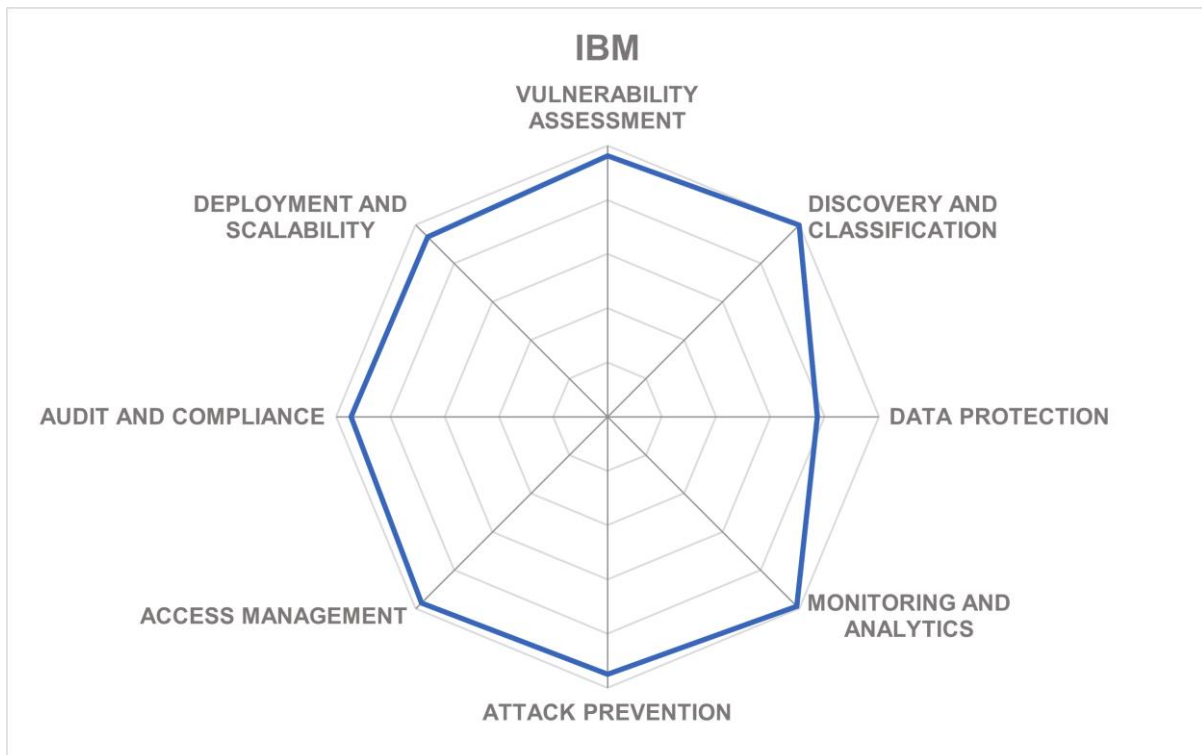 IBM
VULNERABILITY
ASSESSMENT
DEPLOYMENT AND
SCALABILITY
DISCOVERY AND
CLASSIFICATION
AUDIT AND COMPLIANCE
DATA PROTECTION
ACCESS MANAGEMENT
MONITORING AND
ANALYTICS
ATTACK PREVENTION